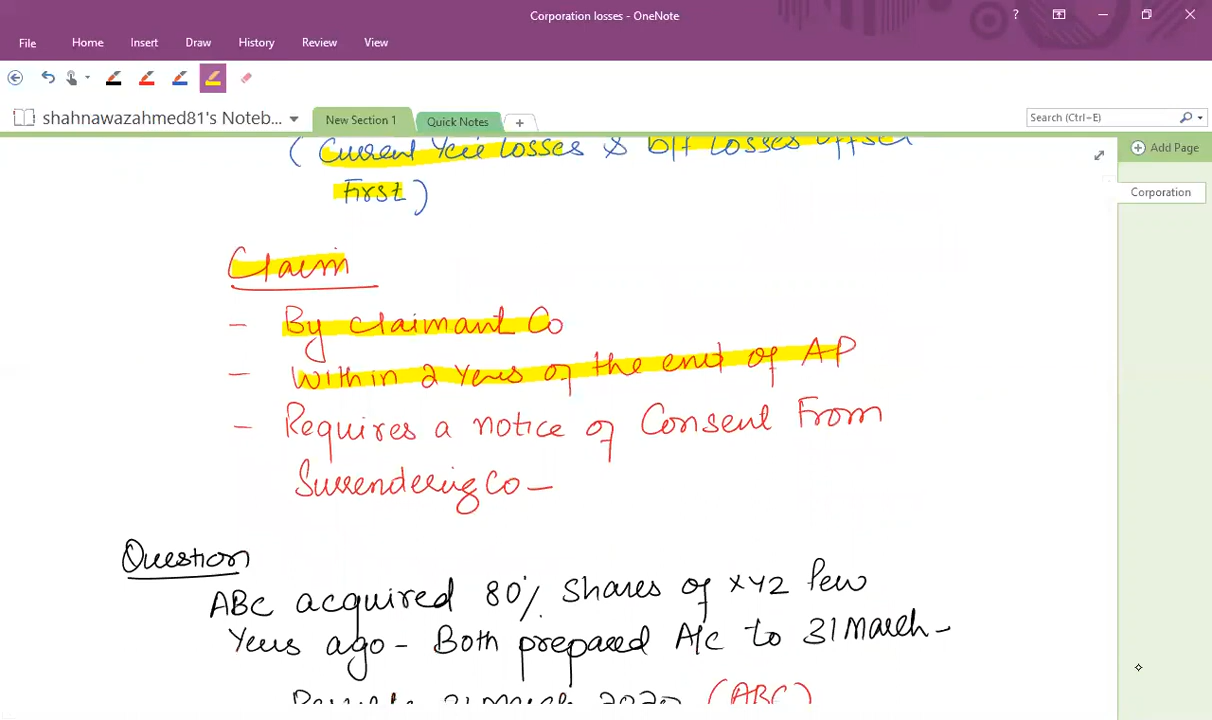 Corporation losses - OneNote
?
File Home Insert Draw History Review View
shahnawazahmed81's Noteb... New Section 1 Quick Notes + Search (Ctrl+E)
Add Page
Corporation
( Current Year losses & b/f losses offset
First )
Claim
- By Claimant Co
- Within 2 Years of the end of AP
- Requires a notice of Consent From
Surrendering Co -
Question
ABC acquired 80% Shares of XYZ Few
Years ago - Both prepared A/c to 31 March -
31 March 2020 (ABC)